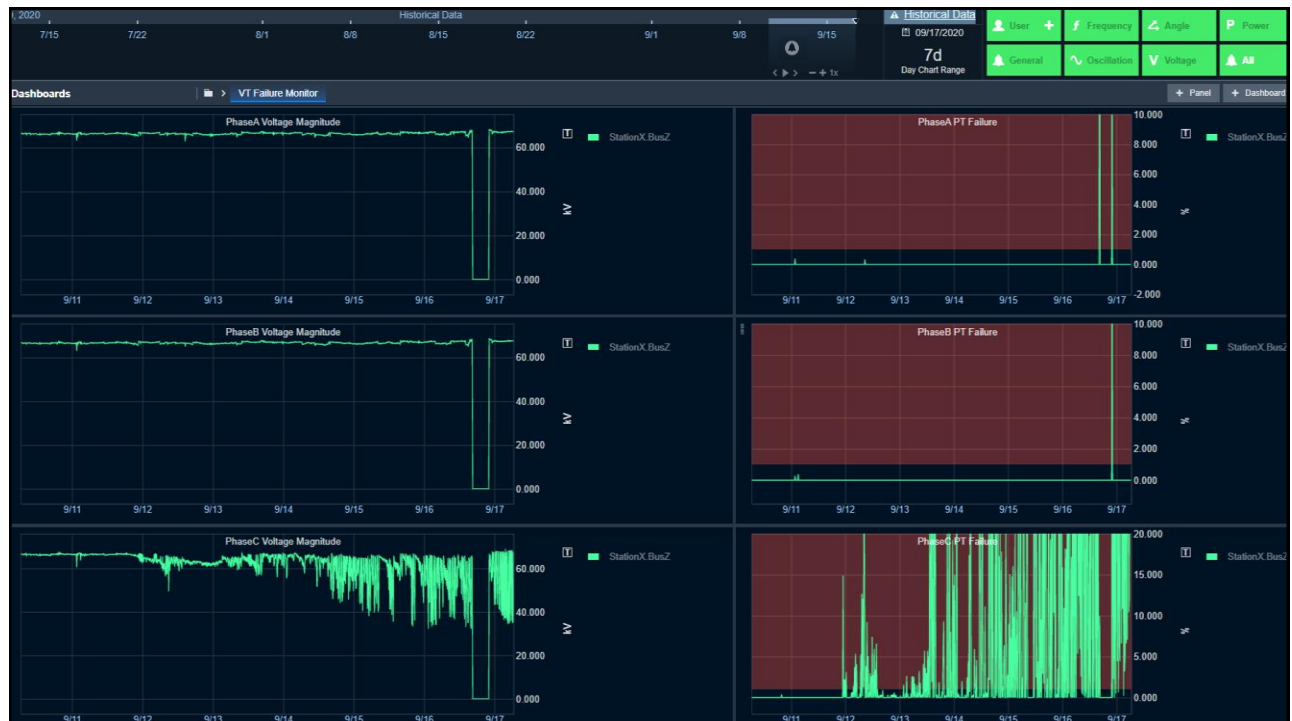 , 2020 Historical Data
7/15 7/22 8/1 8/8 8/15 8/22 9/1 9/8 9/15
< ▶ > − + 1x
Historical Data
09/17/2020
7d
Day Chart Range
User + f Frequency Angle P Power
General Oscillation V Voltage All
Dashboards > VT Failure Monitor + Panel + Dashboard
PhaseA Voltage Magnitude
T StationX.BusZ
60.000
40.000
kV
20.000
0.000
9/11 9/12 9/13 9/14 9/15 9/16 9/17
PhaseA PT Failure
10.000
T StationX.BusZ
8.000
6.000
4.000
%
2.000
0.000
-2.000
9/11 9/12 9/13 9/14 9/15 9/16 9/17
PhaseB Voltage Magnitude
T StationX.BusZ
60.000
40.000
kV
20.000
0.000
9/11 9/12 9/13 9/14 9/15 9/16 9/17
PhaseB PT Failure
10.000
T StationX.BusZ
8.000
6.000
4.000
%
2.000
0.000
9/11 9/12 9/13 9/14 9/15 9/16 9/17
PhaseC Voltage Magnitude
T StationX.BusZ
60.000
40.000
kV
20.000
0.000
9/11 9/12 9/13 9/14 9/15 9/16 9/17
PhaseC PT Failure
20.000
T StationX.BusZ
15.000
10.000
%
5.000
0.000
9/11 9/12 9/13 9/14 9/15 9/16 9/17